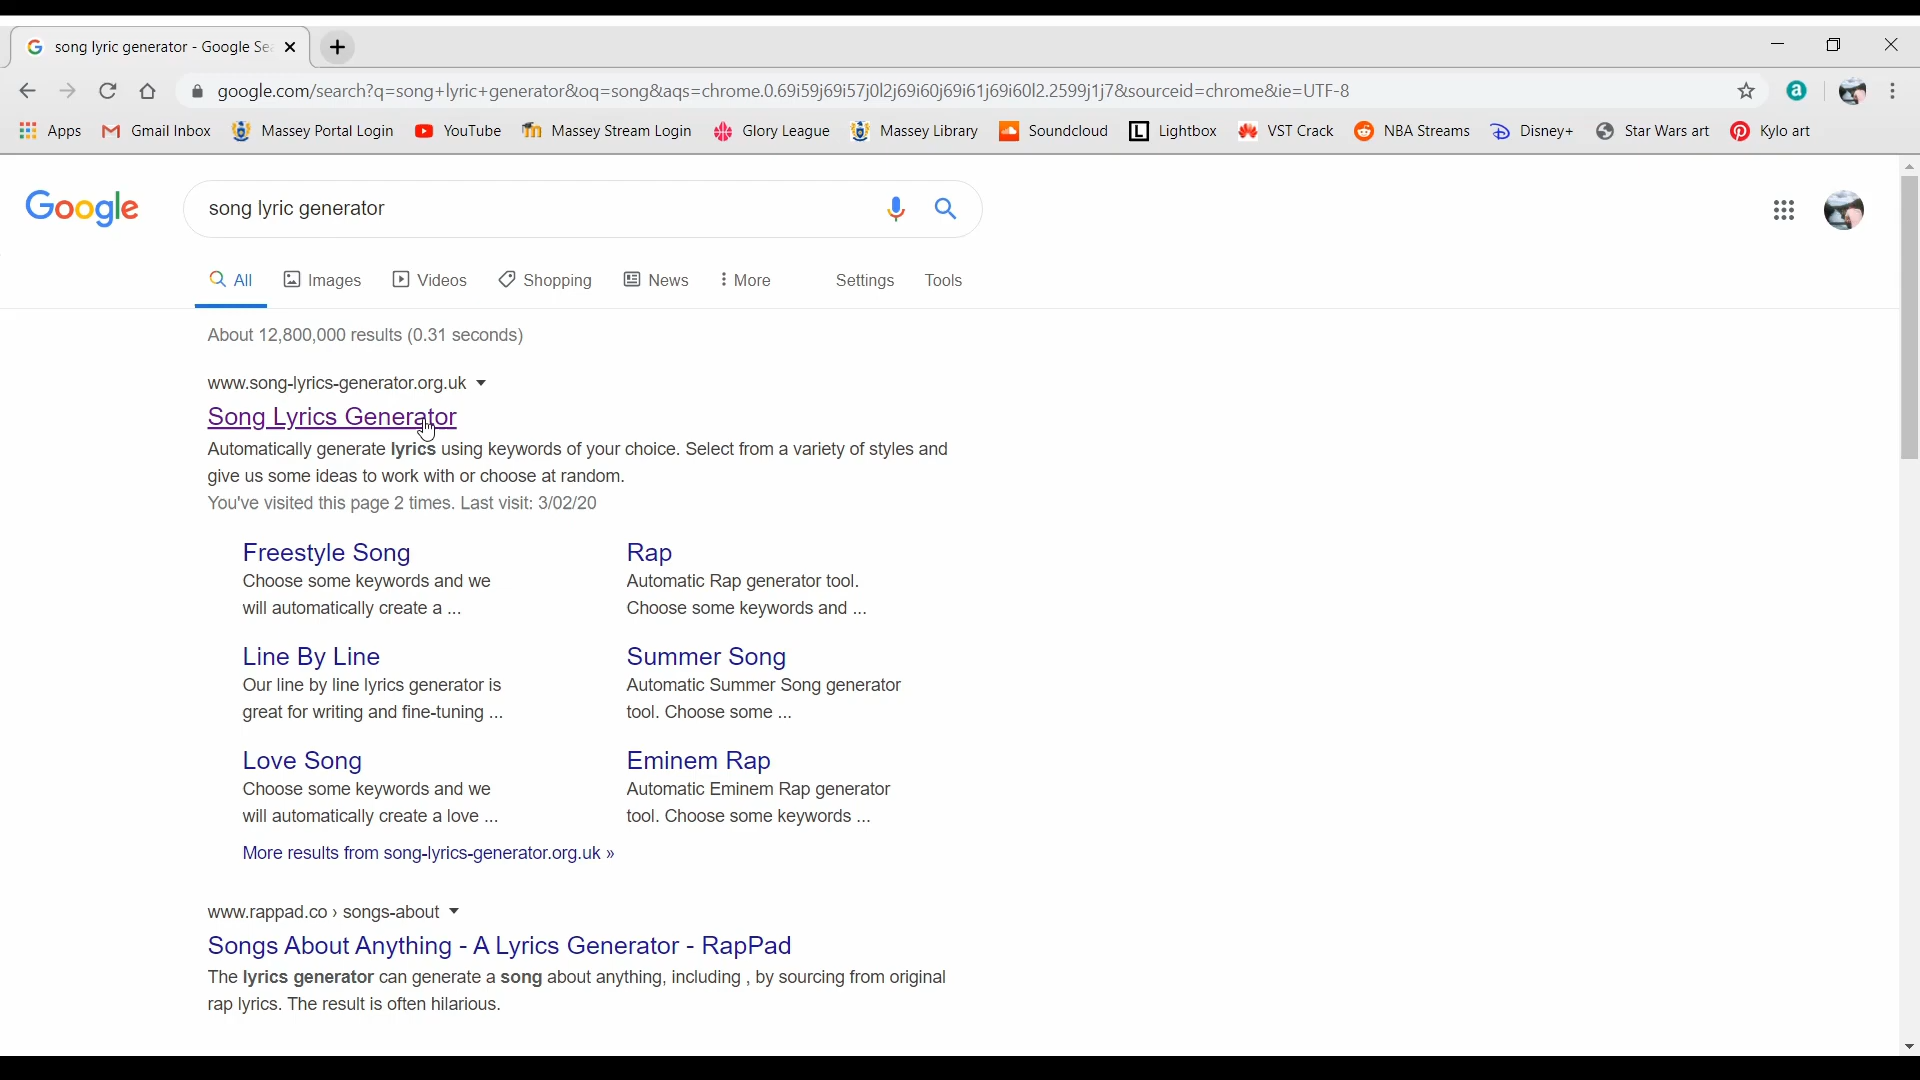 song lyric generator - Google Se
google.com/search?q=song+lyric+generator&oq=song&aqs=chrome.0.69i59j69i57j0l2j69i60j69i61j69i60l2.2599j1j7&sourceid=chrome&ie=UTF-8
Apps Gmail Inbox Massey Portal Login YouTube Massey Stream Login Glory League Massey Library Soundcloud Lightbox VST Crack NBA Streams Disney+ Star Wars art Kylo art
Google song lyric generator
All Images Videos Shopping News More Settings Tools
About 12,800,000 results (0.31 seconds)
www.song-lyrics-generator.org.uk
Song Lyrics Generator
Automatically generate lyrics using keywords of your choice. Select from a variety of styles and
give us some ideas to work with or choose at random.
You've visited this page 2 times. Last visit: 3/02/20
Freestyle Song
Choose some keywords and we
will automatically create a ...
Rap
Automatic Rap generator tool.
Choose some keywords and ...
Line By Line
Our line by line lyrics generator is
great for writing and fine-tuning ...
Summer Song
Automatic Summer Song generator
tool. Choose some ...
Love Song
Choose some keywords and we
will automatically create a love ...
Eminem Rap
Automatic Eminem Rap generator
tool. Choose some keywords ...
More results from song-lyrics-generator.org.uk »
www.rappad.co › songs-about
Songs About Anything - A Lyrics Generator - RapPad
The lyrics generator can generate a song about anything, including , by sourcing from original
rap lyrics. The result is often hilarious.